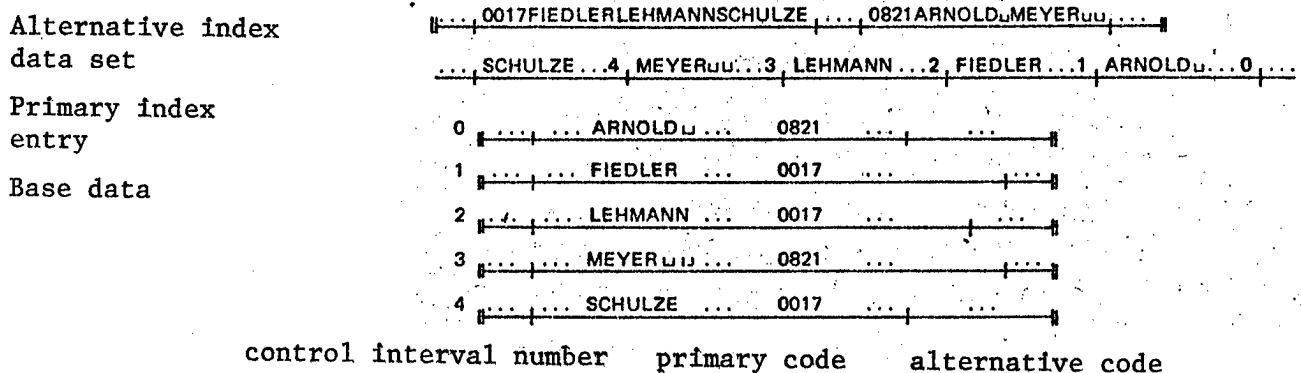 Alternative index
data set
... 0017FIEDLERLEHMANNSCHULZE ... 0821ARNOLD␣MEYER␣␣ ...
... SCHULZE ...4 MEYER␣␣...3 LEHMANN ...2 FIEDLER ...1 ARNOLD␣...0 ...
Primary index
entry
0 ... ... ARNOLD␣ ... 0821 ... ...
Base data
1 ... ... FIEDLER ... 0017 ... ...
2 ... ... LEHMANN ... 0017 ... ...
3 ... ... MEYER␣␣ ... 0821 ... ...
4 ... ... SCHULZE ... 0017 ... ...
control interval number primary code alternative code